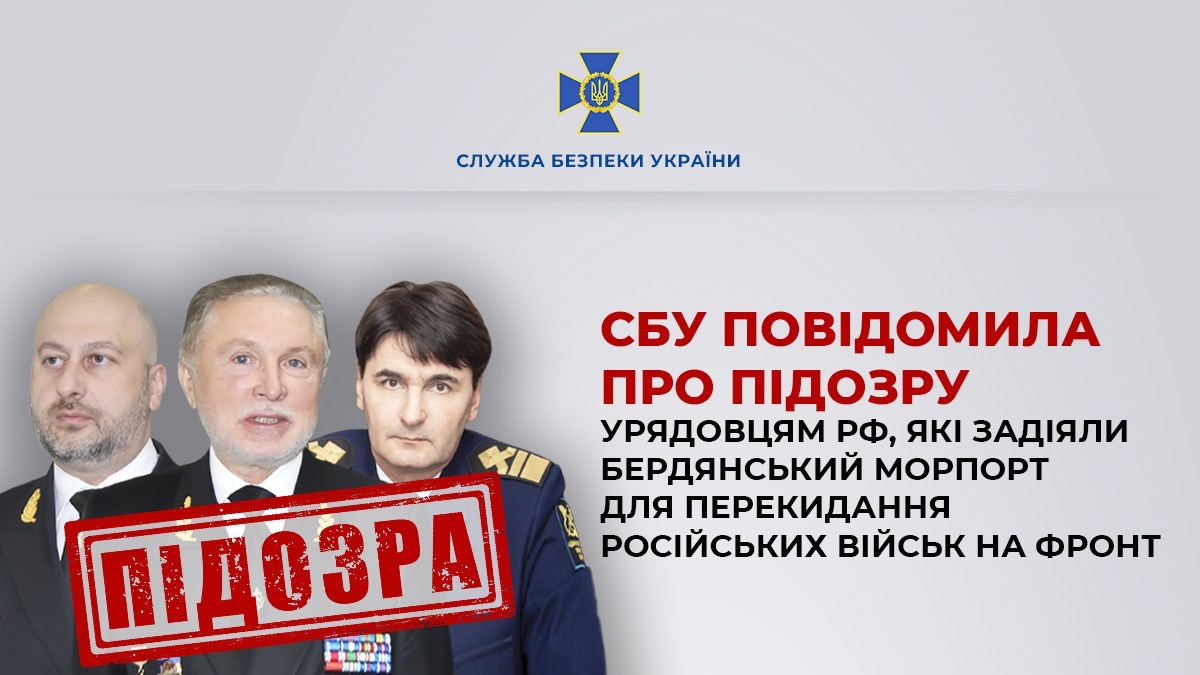 СЛУЖБА БЕЗПЕКИ УКРАЇНИ
СБУ ПОВІДОМИЛА
ПРО ПІДОЗРУ
УРЯДОВЦЯМ РФ, ЯКІ ЗАДІЯЛИ
БЕРДЯНСЬКИЙ МОРПОРТ
ДЛЯ ПЕРЕКИДАННЯ
РОСІЙСЬКИХ ВІЙСЬК НА ФРОНТ
ПІДОЗРА